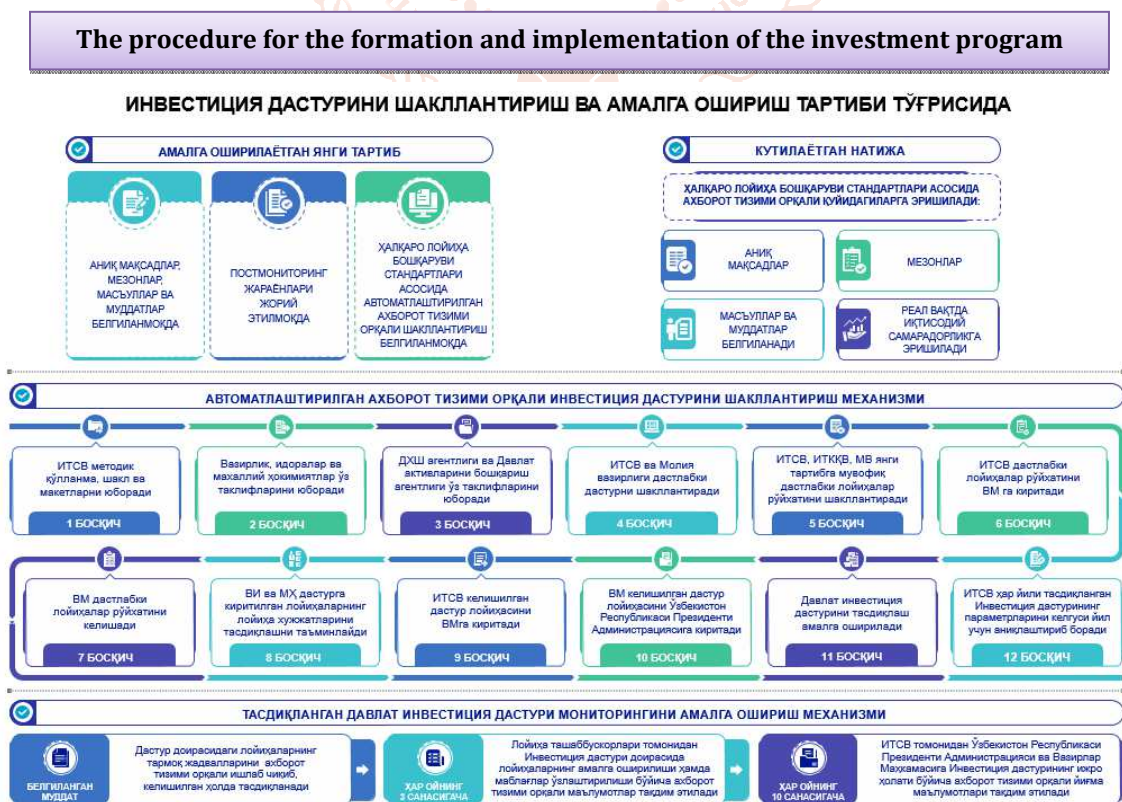 The procedure for the formation and implementation of the investment program
ИНВЕСТИЦИЯ ДАСТУРИНИ ШАКЛЛАНТИРИШ ВА АМАЛГА ОШИРИШ ТАРТИБИ ТЎҒРИСИДА
АМАЛГА ОШИРИЛАЁТГАН ЯНГИ ТАРТИБ
АНИҚ МАҚСАДЛАР,
МЕЗОНЛАР,
МАСЪУЛЛАР ВА
МУДДАТЛАР
БЕЛГИЛАНМОҚДА
ПОСТМОНИТОРИНГ
ЖАРАЁНЛАРИ
ЖОРИЙ
ЭТИЛМОҚДА
ҲАЛҚАРО ЛОЙИҲА
БОШҚАРУВИ
СТАНДАРТЛАРИ
АСОСИДА
АВТОМАТЛАШТИРИЛГАН
АХБОРОТ ТИЗИМИ
ОРҚАЛИ ШАКЛЛАНТИРИШ
БЕЛГИЛАНМОҚДА
КУТИЛАЁТГАН НАТИЖА
ҲАЛҚАРО ЛОЙИҲА БОШҚАРУВИ СТАНДАРТЛАРИ АСОСИДА
АХБОРОТ ТИЗИМИ ОРҚАЛИ ҚУЙИДАГИЛАРГА ЭРИШИЛАДИ:
АНИҚ
МАҚСАДЛАР
МЕЗОНЛАР
МАСЪУЛЛАР ВА
МУДДАТЛАР
БЕЛГИЛАНАДИ
РЕАЛ ВАҚТДА
ИҚТИСОДИЙ
САМАРАДОРЛИКГА
ЭРИШИЛАДИ
АВТОМАТЛАШТИРИЛГАН АХБОРОТ ТИЗИМИ ОРҚАЛИ ИНВЕСТИЦИЯ ДАСТУРИНИ ШАКЛЛАНТИРИШ МЕХАНИЗМИ
ИТСВ методик
қўлланма, шакл ва
макетларни юборади
1 БОСҚИЧ
Вазирлик, идоралар ва
махаллий ҳокимиятлар ўз
таклифларини юборади
2 БОСҚИЧ
ДХШ агентлиги ва Давлат
активларини бошқариш
агентлиги ўз таклифларини
юборади
3 БОСҚИЧ
ИТСВ ва Молия
вазирлиги дастлабки
дастурни шакллантиради
4 БОСҚИЧ
ИТСВ, ИТКҚВ, МВ янги
тартибга мувофиқ
дастлабки лойиҳалар
рўйхатини шакллантиради
5 БОСҚИЧ
ИТСВ дастлабки
лойиҳалар рўйхатини
ВМ га киритади
6 БОСҚИЧ
ВМ дастлабки
лойиҳалар рўйхатини
келишади
7 БОСҚИЧ
ВИ ва МҲ дастурга
киритилган лойиҳаларнинг
лойиҳа хужжатларини
тасдиқлашни таъминлайди
8 БОСҚИЧ
ИТСВ келишилган
дастур лойиҳасини
ВМга киритади
9 БОСҚИЧ
ВМ келишилган дастур
лойиҳасини Ўзбекистон
Республикаси Президенти
Администрациясига киритади
10 БОСҚИЧ
Давлат инвестиция
дастурини тасдиқлаш
амалга оширилади
11 БОСҚИЧ
ИТСВ ҳар йили тасдиқланган
Инвестиция дастурининг
параметрларини келгуси йил
учун аниқлаштириб боради
12 БОСҚИЧ
ТАСДИҚЛАНГАН ДАВЛАТ ИНВЕСТИЦИЯ ДАСТУРИ МОНИТОРИНГИНИ АМАЛГА ОШИРИШ МЕХАНИЗМИ
БЕЛГИЛАНГАН
МУДДАТ
Дастур доирасидаги лойиҳаларнинг
тармоқ жадвалларини ахборот
тизими орқали ишлаб чиқиб,
келишилган ҳолда тасдиқланади
ҲАР ОЙНИНГ
3 САНАСИГАЧА
Лойиҳа ташаббускорлари томонидан
Инвестиция дастури доирасида
лойиҳаларнинг амалга оширилиши ҳамда
маблағлар ўзлаштирилиши бўйича ахборот
тизими орқали маълумотлар тақдим этилади
ҲАР ОЙНИНГ
10 САНАСИГАЧА
ИТСВ томонидан Ўзбекистон Республикаси
Президенти Администрацияси ва Вазирлар
Маҳкамасига Инвестиция дастурининг ижро
ҳолати бўйича ахборот тизими орқали йиғма
маълумотлари тақдим этилади